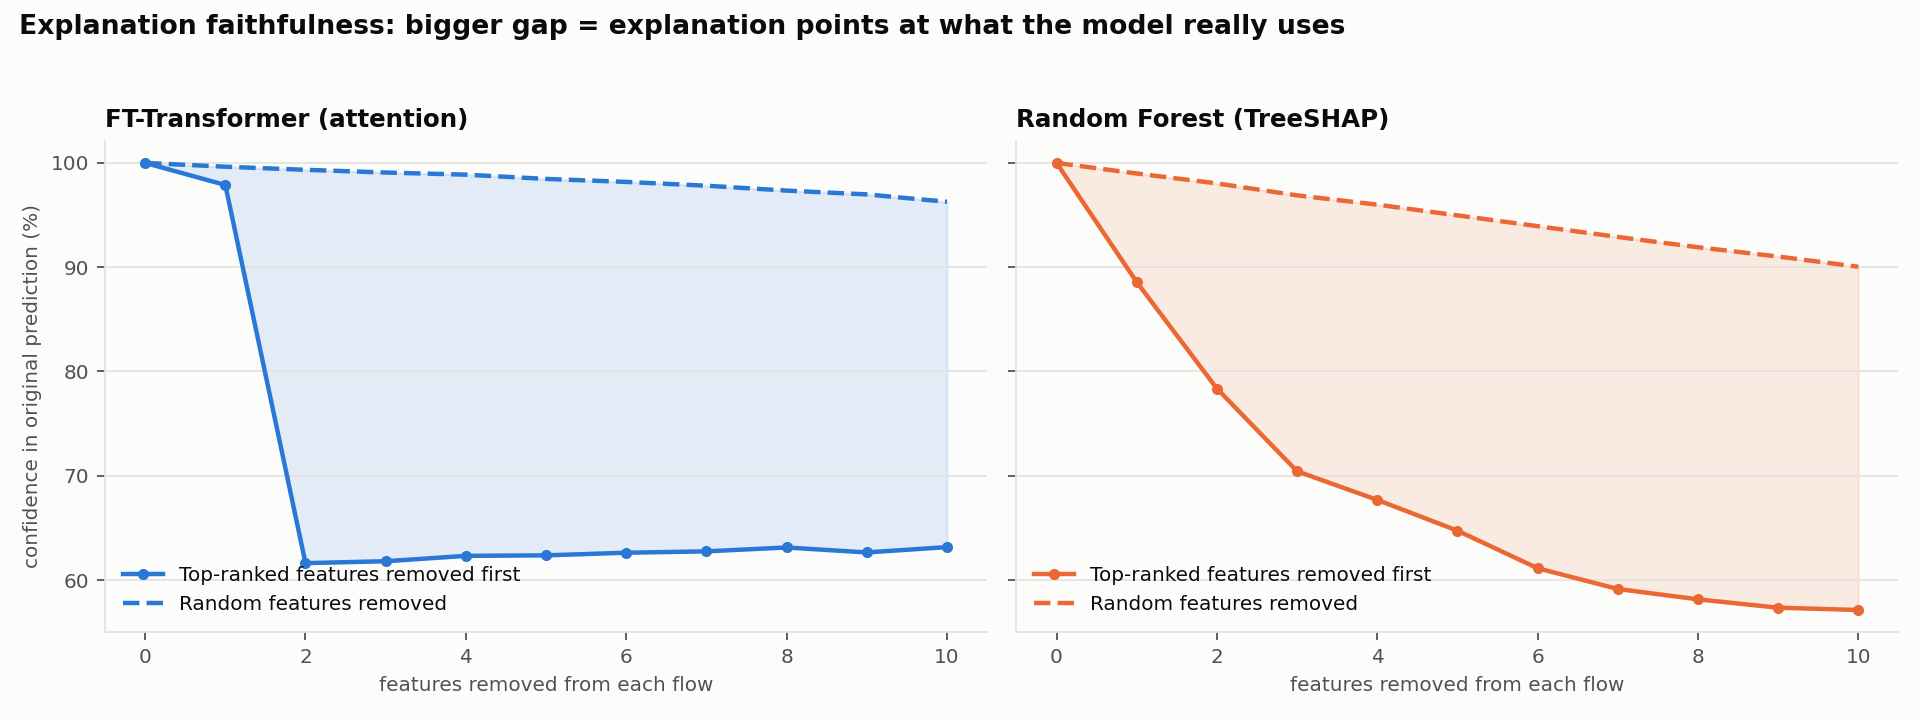 Explanation faithfulness: bigger gap = explanation points at what the model really uses
FT-Transformer (attention)
confidence in original prediction (%)
100
90
80
70
60
Top-ranked features removed first
Random features removed
0 2 4 6 8 10
features removed from each flow
Random Forest (TreeSHAP)
Top-ranked features removed first
Random features removed
0 2 4 6 8 10
features removed from each flow